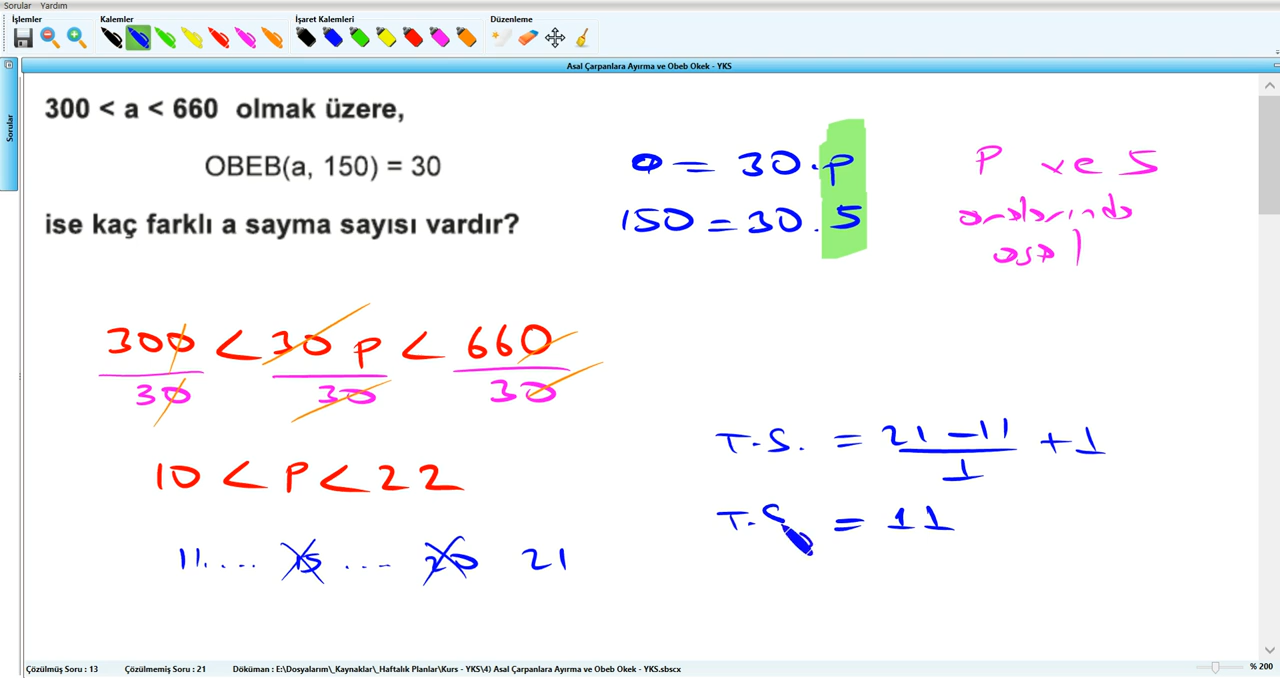 Sorular Yardım
İşlemler Kalemler İşaret Kalemleri Düzenleme
Asal Çarpanlara Ayırma ve Obeb Okek - YKS
Sorular
300 < a < 660 olmak üzere,
OBEB(a, 150) = 30
ise kaç farklı a sayma sayısı vardır?
a = 30 . p
150 = 30 . 5
P ve 5
aralarında
asal
300 < 30 p < 660
30 30 30
10 < P < 22
11.... 15 .... 20 21
T.S. = 21 - 11 + 1
1
T.S. = 11
Çözülmüş Soru : 13 Çözülmemiş Soru : 21 Döküman : E:\Dosyalarım\_Kaynaklar\_Haftalık Planlar\Kurs - YKS\4) Asal Çarpanlara Ayırma ve Obeb Okek - YKS.sbscx % 200